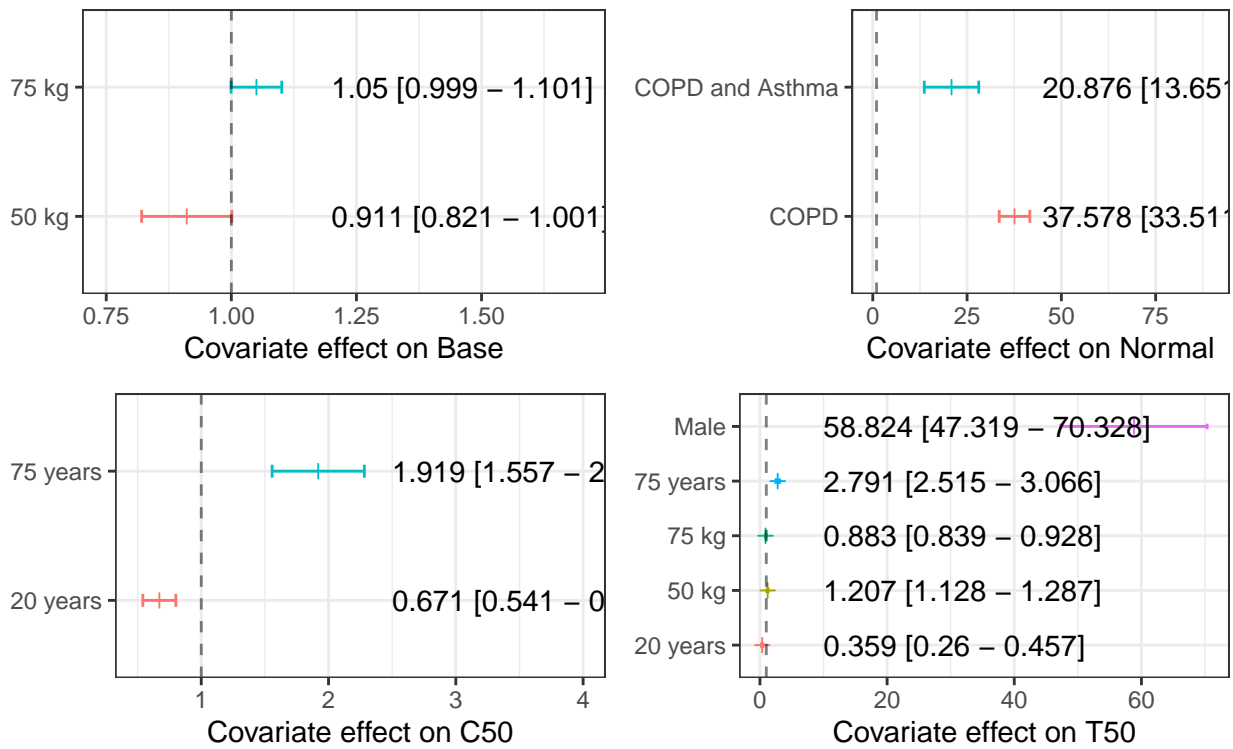 75 kg
1.05 [0.999 − 1.101]
50 kg
0.911 [0.821 − 1.001]
0.75 1.00 1.25 1.50
Covariate effect on Base
COPD and Asthma
20.876 [13.651
COPD
37.578 [33.511
0 25 50 75
Covariate effect on Normal
75 years
1.919 [1.557 − 2
20 years
0.671 [0.541 − 0
1 2 3 4
Covariate effect on C50
Male
58.824 [47.319 − 70.328]
75 years
2.791 [2.515 − 3.066]
75 kg
0.883 [0.839 − 0.928]
50 kg
1.207 [1.128 − 1.287]
20 years
0.359 [0.26 − 0.457]
0 20 40 60
Covariate effect on T50